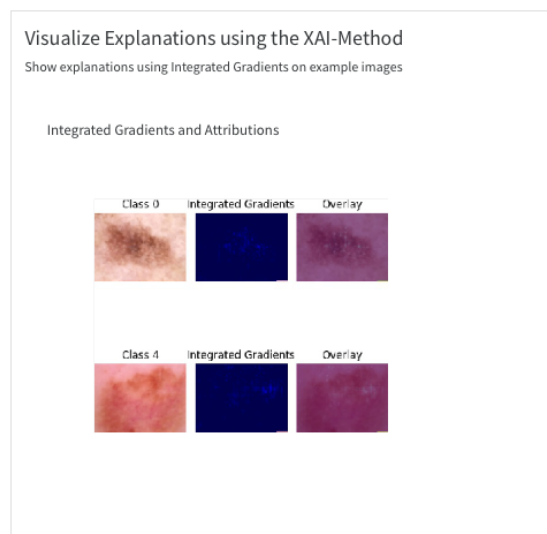 Visualize Explanations using the XAI-Method
Show explanations using Integrated Gradients on example images
Integrated Gradients and Attributions
Class 0 Integrated Gradients Overlay
Class 4 Integrated Gradients Overlay